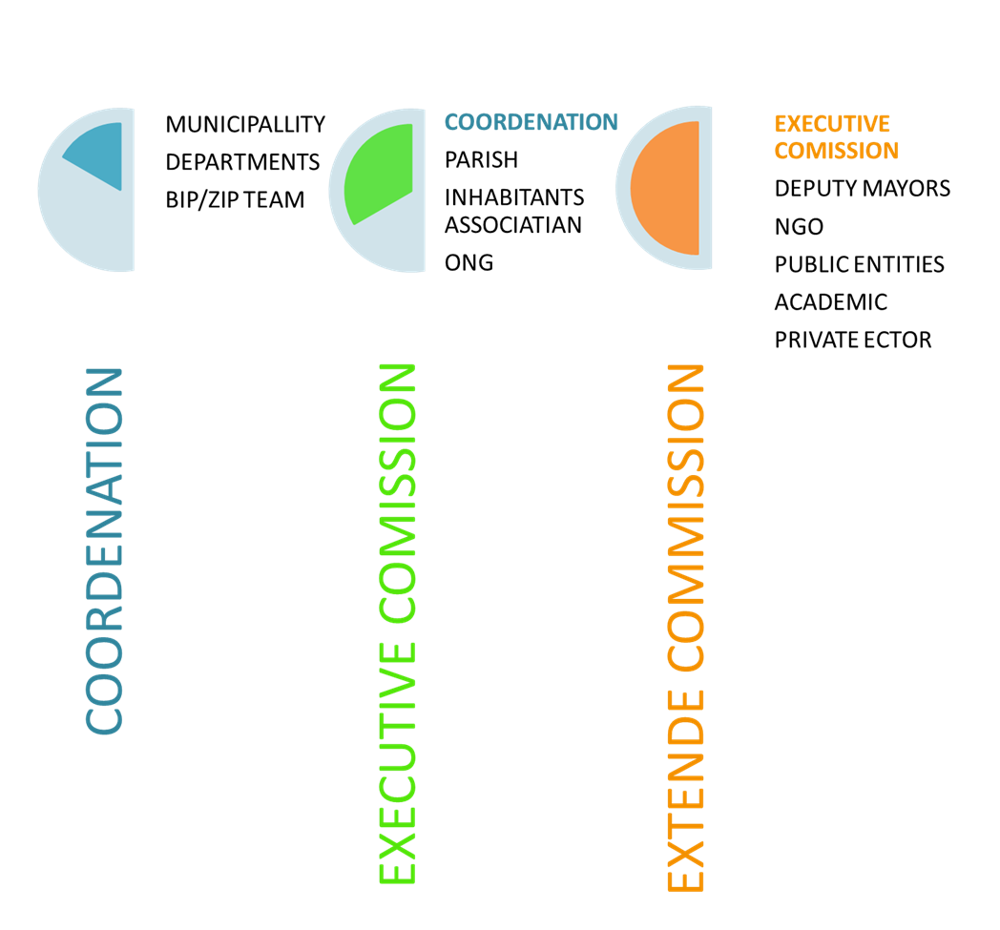 MUNICIPALLITY
DEPARTMENTS
BIP/ZIP TEAM
COORDENATION
COORDENATION
PARISH
INHABITANTS
ASSOCIATIAN
ONG
EXECUTIVE COMISSION
EXECUTIVE
COMISSION
DEPUTY MAYORS
NGO
PUBLIC ENTITIES
ACADEMIC
PRIVATE ECTOR
EXTENDE COMMISSION